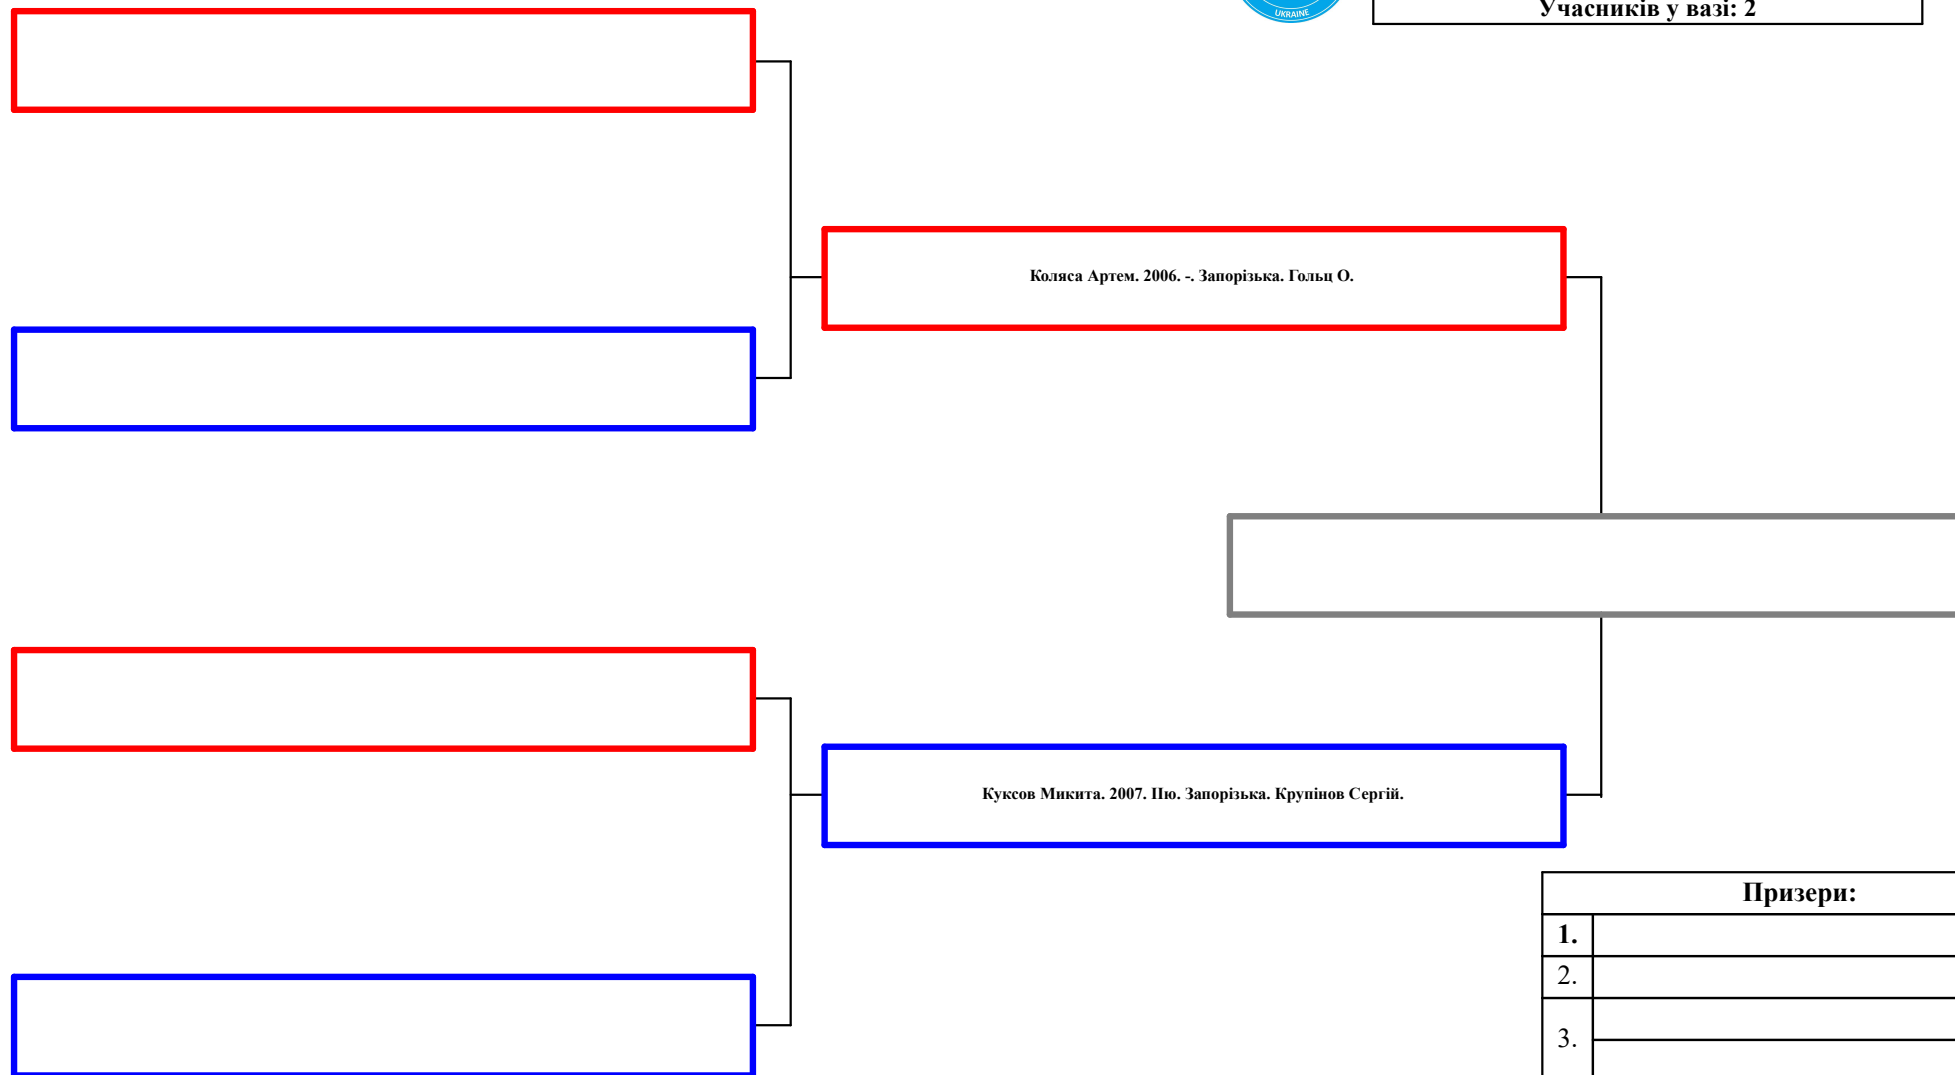 UKRAINE
Учасників у вазі: 2
Коляса Артем. 2006. -. Запорізька. Гольц О.
Куксов Микита. 2007. ІІю. Запорізька. Крупінов Сергій.
Призери:
1.
2.
3.